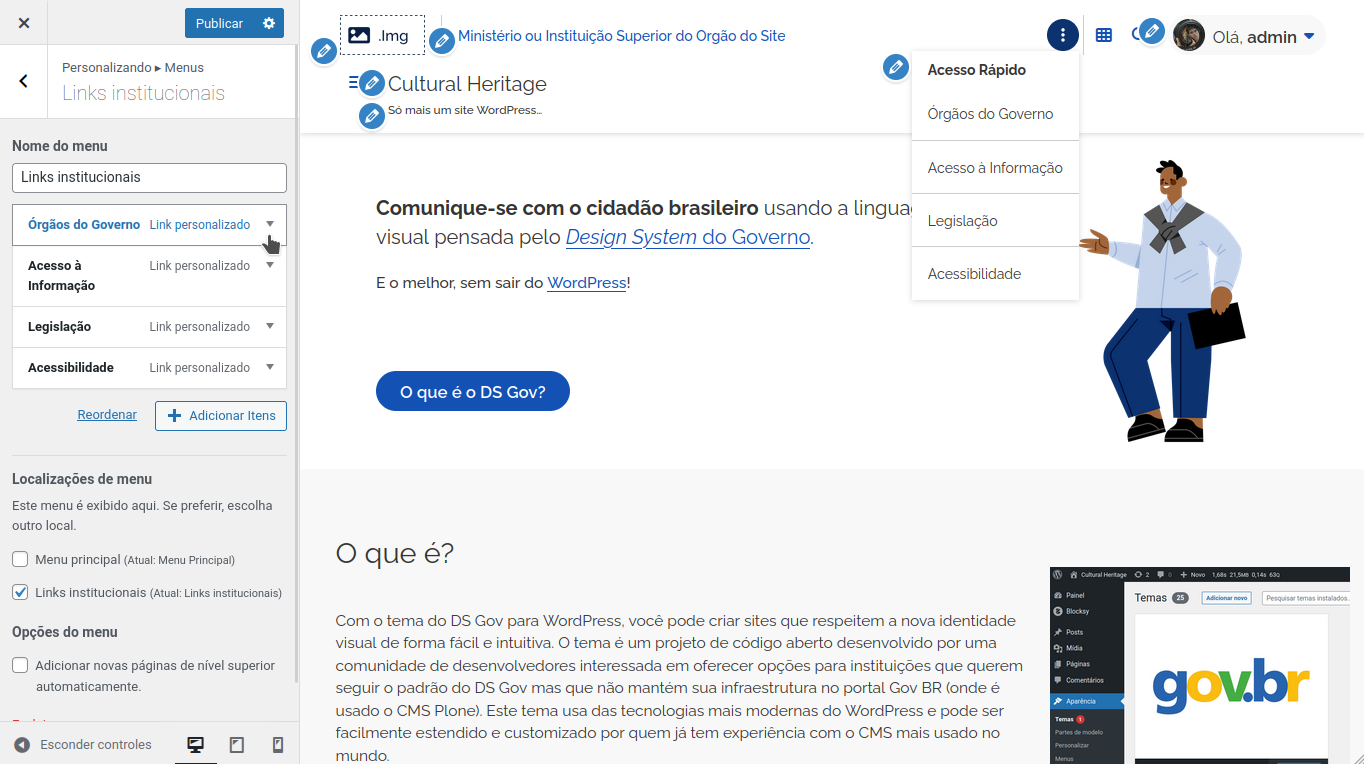 Publicar
Personalizando ▸ Menus
Links institucionais
Nome do menu
Links institucionais
Órgãos do Governo Link personalizado
Acesso à Informação Link personalizado
Legislação Link personalizado
Acessibilidade Link personalizado
Reordenar
Adicionar Itens
Localizações de menu
Este menu é exibido aqui. Se preferir, escolha
outro local.
Menu principal (Atual: Menu Principal)
Links institucionais (Atual: Links institucionais)
Opções do menu
Adicionar novas páginas de nível superior
automaticamente.
Esconder controles
.Img
Ministério ou Instituição Superior do Orgão do Site
Olá, admin
Cultural Heritage
Só mais um site WordPress…
Acesso Rápido
Órgãos do Governo
Acesso à Informação
Legislação
Acessibilidade
Comunique-se com o cidadão brasileiro usando a
visual pensada pelo Design System do Governo.
E o melhor, sem sair do WordPress!
O que é o DS Gov?
O que é?
Com o tema do DS Gov para WordPress, você pode criar sites que respeitem a nova identidade
visual de forma fácil e intuitiva. O tema é um projeto de código aberto desenvolvido por uma
comunidade de desenvolvedores interessada em oferecer opções para instituições que querem
seguir o padrão do DS Gov mas que não mantém sua infraestrutura no portal Gov BR (onde é
usado o CMS Plone). Este tema usa das tecnologias mais modernas do WordPress e pode ser
facilmente estendido e customizado por quem já tem experiência com o CMS mais usado no
mundo.
Cultural Heritage 2 0 Novo 1,68s 21,5MB 0,14s 63Q
Painel
Blocksy
Posts
Mídia
Páginas
Comentários
Aparência
Temas 1
Partes de modelo
Personalizar
Menus
Temas 25 Adicionar novo Pesquisar temas instalados...
gov.br